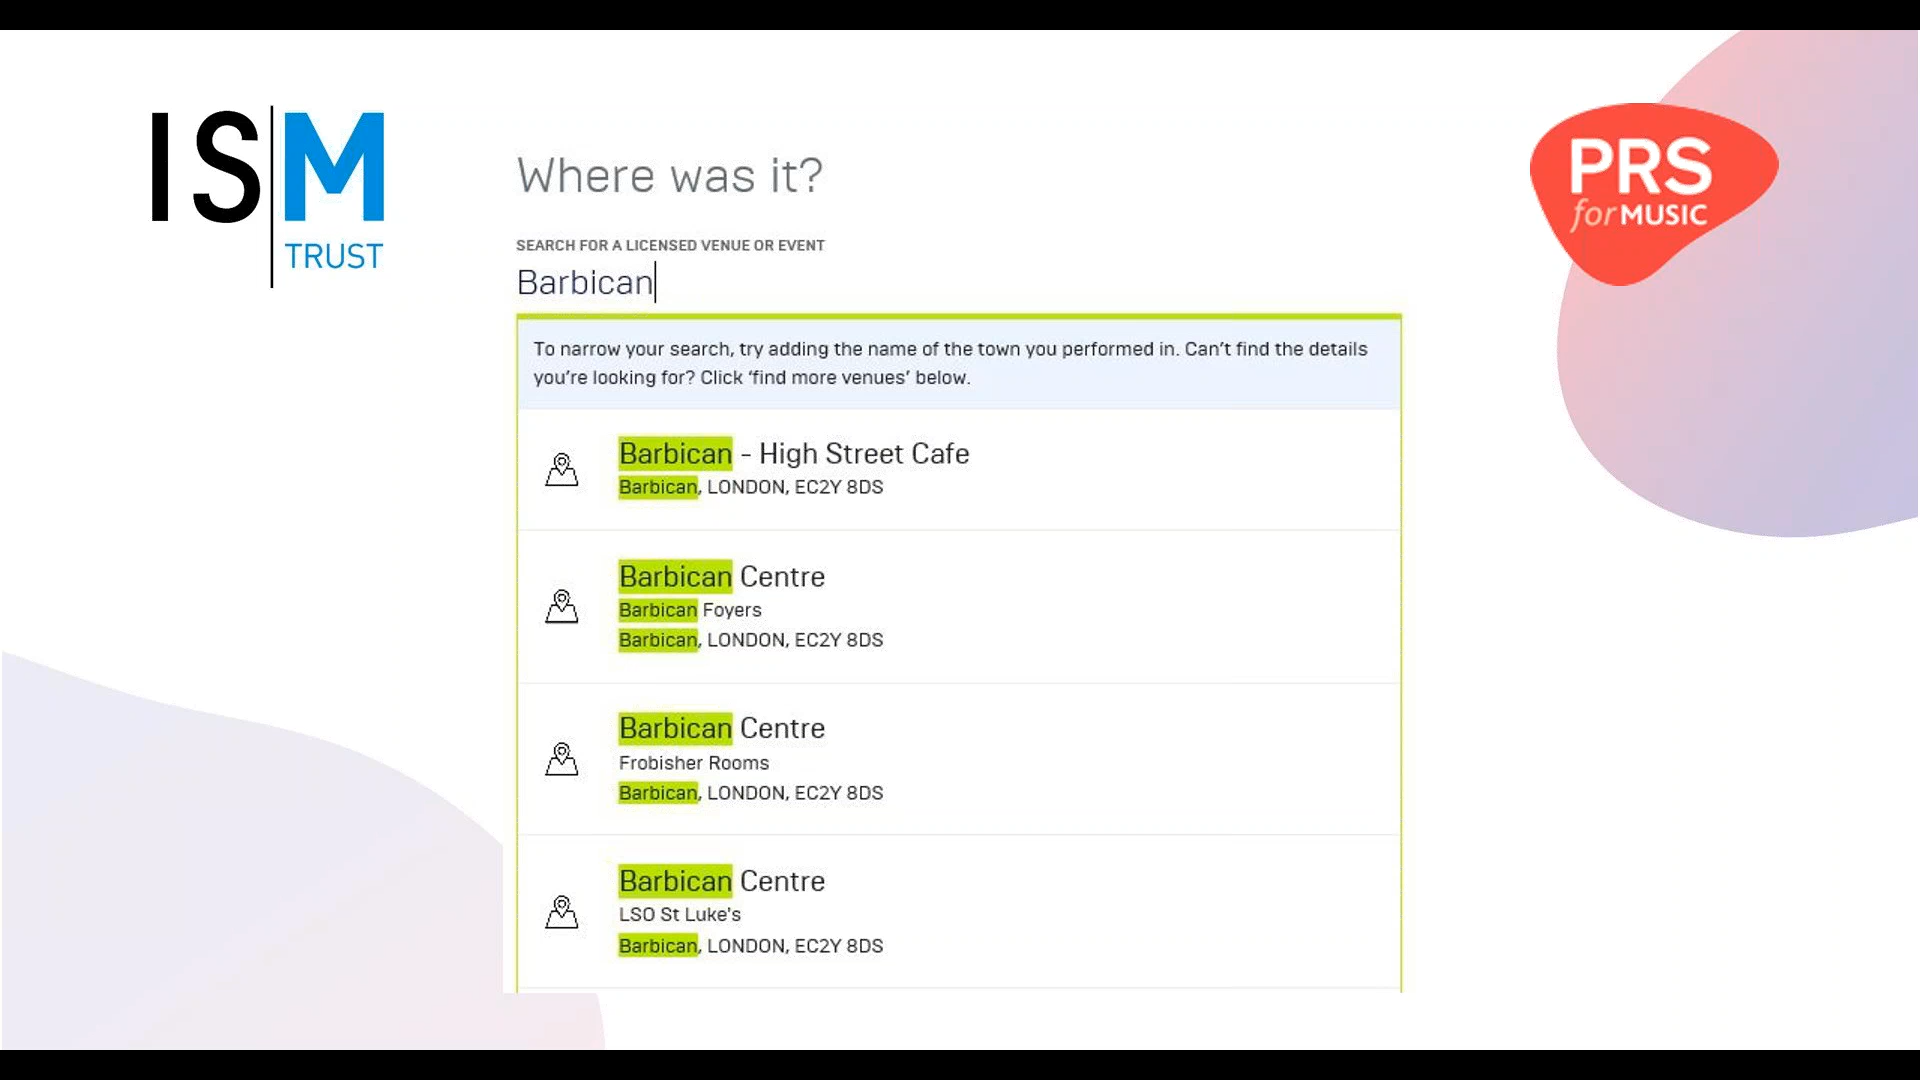 ISM
TRUST
PRS
for MUSIC
Where was it?
SEARCH FOR A LICENSED VENUE OR EVENT
Barbican
To narrow your search, try adding the name of the town you performed in. Can’t find the details
you’re looking for? Click ‘find more venues’ below.
Barbican - High Street Cafe
Barbican, LONDON, EC2Y 8DS
Barbican Centre
Barbican Foyers
Barbican, LONDON, EC2Y 8DS
Barbican Centre
Frobisher Rooms
Barbican, LONDON, EC2Y 8DS
Barbican Centre
LSO St Luke's
Barbican, LONDON, EC2Y 8DS